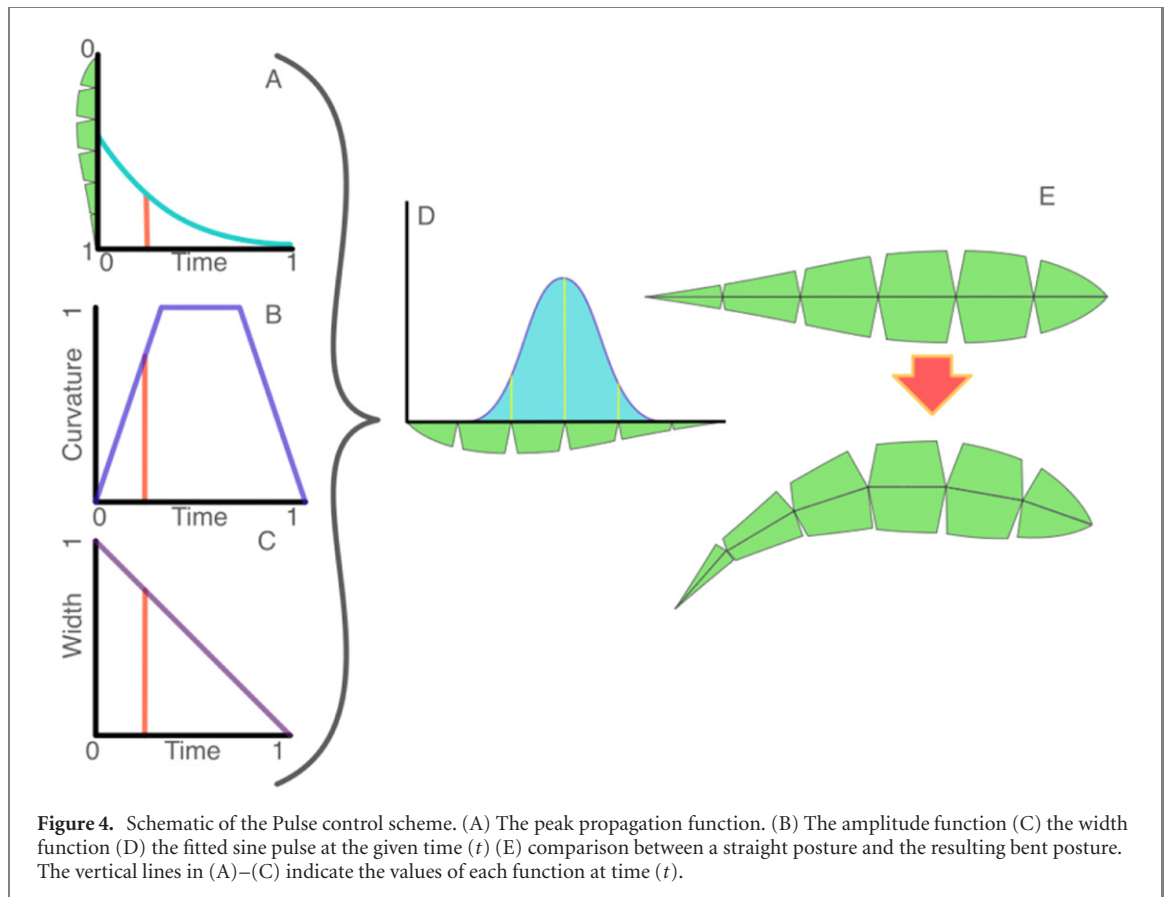 0
A
1
0
Time
1
1
B
Curvature
0
Time
1
C
1
Width
0
Time
1
D
E
Figure 4. Schematic of the Pulse control scheme. (A) The peak propagation function. (B) The amplitude function (C) the width
function (D) the fitted sine pulse at the given time (t) (E) comparison between a straight posture and the resulting bent posture.
The vertical lines in (A)–(C) indicate the values of each function at time (t).